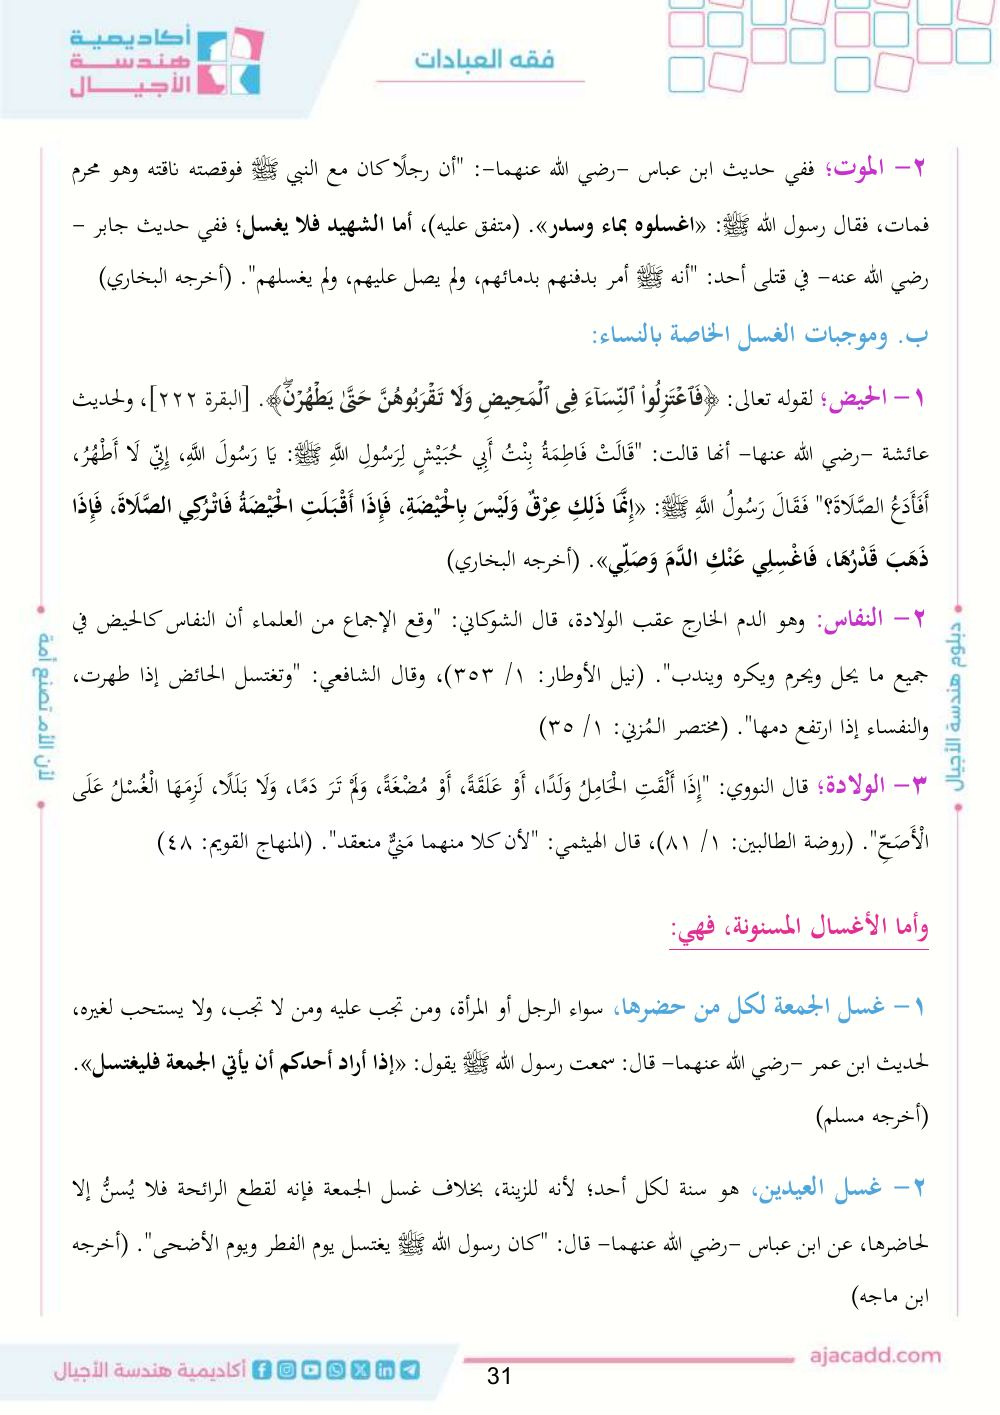 أكاديمية
هندسة
الأجيال
فقه العبادات
٢- الموت؛ ففي حديث ابن عباس -رضي الله عنهما-: "أن رجلًا كان مع النبي ﷺ فوقصته ناقته وهو محرم
فمات، فقال رسول الله ﷺ: «اغسلوه بماء وسدر». (متفق عليه)، أما الشهيد فلا يغسل؛ ففي حديث جابر -
رضي الله عنه- في قتلى أحد: "أنه ﷺ أمر بدفنهم بدمائهم، ولم يصل عليهم، ولم يغسلهم". (أخرجه البخاري)
ب. وموجبات الغسل الخاصة بالنساء:
١- الحيض؛ لقوله تعالى: ﴿فَٱعۡتَزِلُواْ ٱلنِّسَآءَ فِى ٱلۡمَحِيضِ وَلَا تَقۡرَبُوهُنَّ حَتَّىٰ يَطۡهُرۡنَۖ﴾. [البقرة ٢٢٢]، ولحديث
عائشة -رضي الله عنها- أنها قالت: "قَالَتْ فَاطِمَةُ بِنْتُ أَبِي حُبَيْشٍ لِرَسُولِ اللَّهِ ﷺ: يَا رَسُولَ اللَّهِ، إِنِّي لَا أَطْهُرُ،
أَفَأَدَعُ الصَّلَاةَ؟" فَقَالَ رَسُولُ اللَّهِ ﷺ: «إِنَّمَا ذَلِكِ عِرْقٌ وَلَيْسَ بِالْحَيْضَةِ، فَإِذَا أَقْبَلَتِ الْحَيْضَةُ فَاتْرُكِي الصَّلَاةَ، فَإِذَا
ذَهَبَ قَدْرُهَا، فَاغْسِلِي عَنْكِ الدَّمَ وَصَلِّي». (أخرجه البخاري)
٢- النفاس: وهو الدم الخارج عقب الولادة، قال الشوكاني: "وقع الإجماع من العلماء أن النفاس كالحيض في
جميع ما يحل ويحرم ويكره ويندب". (نيل الأوطار: ١/ ٣٥٣)، وقال الشافعي: "وتغتسل الحائض إذا طهرت،
والنفساء إذا ارتفع دمها". (مختصر المُزني: ١/ ٣٥)
٣- الولادة؛ قال النووي: "إِذَا أَلْقَتِ الْحَامِلُ وَلَدًا، أَوْ عَلَقَةً، أَوْ مُضْغَةً، وَلَمْ تَرَ دَمًا، وَلَا بَلَلًا، لَزِمَهَا الْغُسْلُ عَلَى
الْأَصَحِّ". (روضة الطالبين: ١/ ٨١)، قال الهيثمي: "لأن كلا منهما مَنيٌّ منعقد". (المنهاج القويم: ٤٨)
وأما الأغسال المسنونة، فهي:
١- غسل الجمعة لكل من حضرها، سواء الرجل أو المرأة، ومن تجب عليه ومن لا تجب، ولا يستحب لغيره،
لحديث ابن عمر -رضي الله عنهما- قال: سمعت رسول الله ﷺ يقول: «إذا أراد أحدكم أن يأتي الجمعة فليغتسل».
(أخرجه مسلم)
٢- غسل العيدين، هو سنة لكل أحد؛ لأنه للزينة، بخلاف غسل الجمعة فإنه لقطع الرائحة فلا يُسنُّ إلا
لحاضرها، عن ابن عباس -رضي الله عنهما- قال: "كان رسول الله ﷺ يغتسل يوم الفطر ويوم الأضحى". (أخرجه
ابن ماجه)
دبلوم هندسة الأجيال
لأن الأم تصنع أمة
ajacadd.com
31
أكاديمية هندسة الأجيال